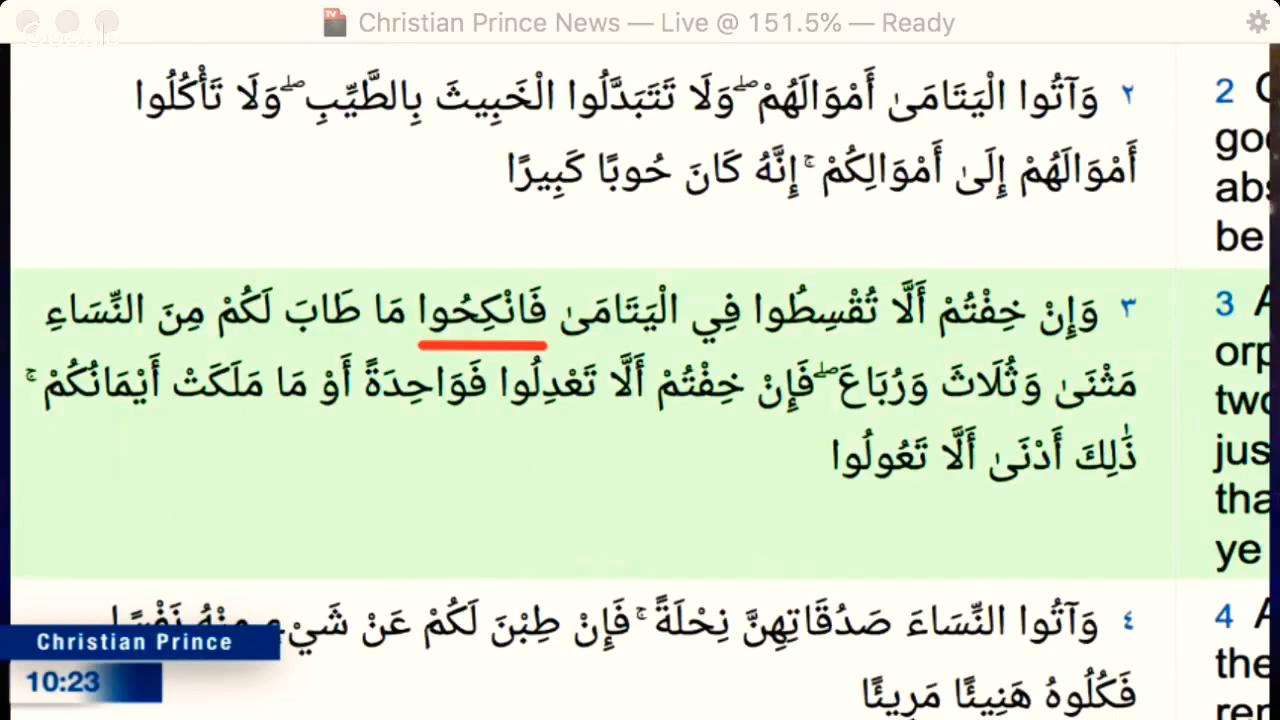 Christian Prince News — Live @ 151.5% — Ready
٢ وَآتُوا الْيَتَامَىٰ أَمْوَالَهُمْ ۖ وَلَا تَتَبَدَّلُوا الْخَبِيثَ بِالطَّيِّبِ ۖ وَلَا تَأْكُلُوا
أَمْوَالَهُمْ إِلَىٰ أَمْوَالِكُمْ ۚ إِنَّهُ كَانَ حُوبًا كَبِيرًا
2
be
٣ وَإِنْ خِفْتُمْ أَلَّا تُقْسِطُوا فِي الْيَتَامَىٰ فَانْكِحُوا مَا طَابَ لَكُمْ مِنَ النِّسَاءِ
مَثْنَىٰ وَثُلَاثَ وَرُبَاعَ ۖ فَإِنْ خِفْتُمْ أَلَّا تَعْدِلُوا فَوَاحِدَةً أَوْ مَا مَلَكَتْ أَيْمَانُكُمْ ۚ
ذَٰلِكَ أَدْنَىٰ أَلَّا تَعُولُوا
3
ye
٤ وَآتُوا النِّسَاءَ صَدُقَاتِهِنَّ نِحْلَةً ۚ فَإِنْ طِبْنَ لَكُمْ عَنْ شَيْءٍ مِنْهُ نَفْسًا
فَكُلُوهُ هَنِيئًا مَرِيئًا
4
Christian Prince
10:23